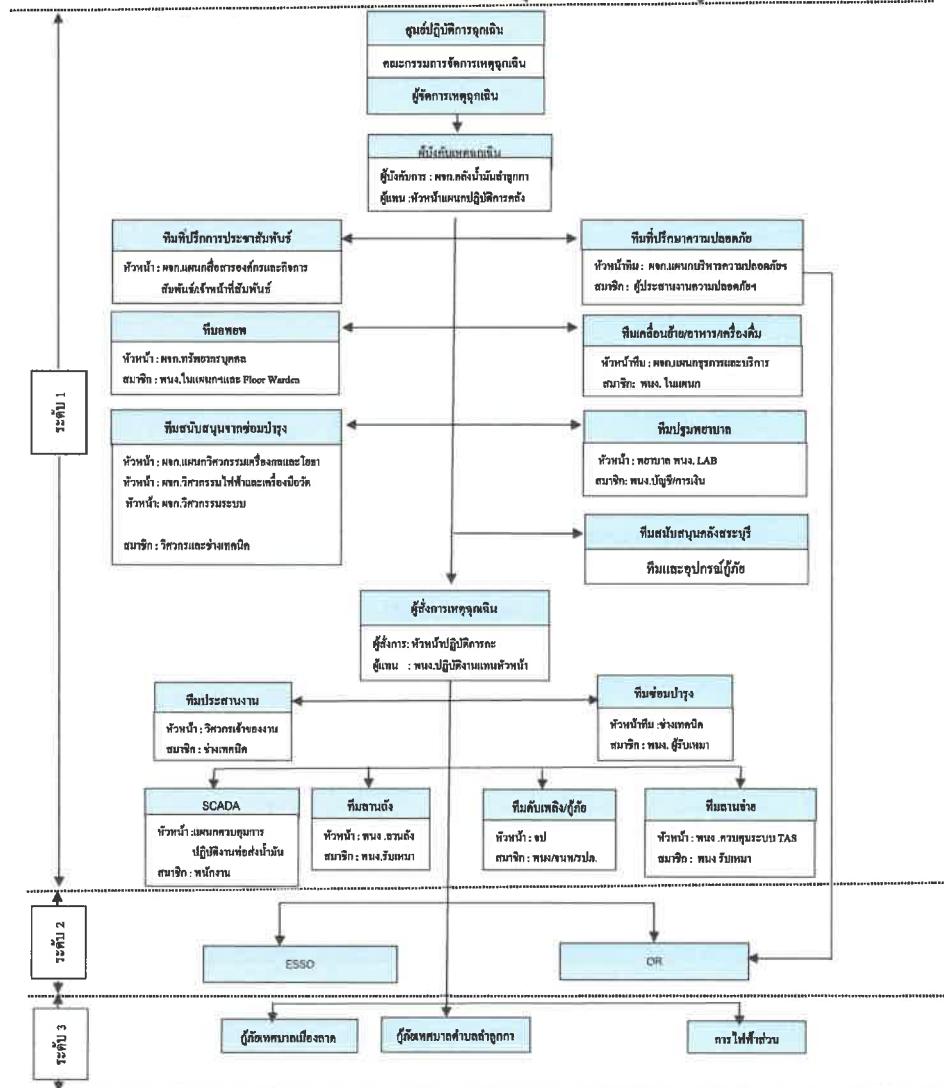 ศูนย์ปฏิบัติการฉุกเฉิน
คณะกรรมการจัดการเหตุฉุกเฉิน
ผู้จัดการเหตุฉุกเฉิน
ผู้บังคับเหตุฉุกเฉิน
ผู้บังคับการ : ผจก.คลังน้ำมันลำลูกกา
ผู้แทน : หัวหน้าแผนกปฏิบัติการคลัง
ทีมที่ปรึกการประชาสัมพันธ์
หัวหน้า : ผจก.แผนกสื่อสารองค์กรและกิจการ
สัมพันธ์/เจ้าหน้าที่สัมพันธ์
ทีมที่ปรึกษาความปลอดภัย
หัวหน้าทีม : ผจก.แผนกบริหารความปลอดภัยฯ
สมาชิก : ผู้ประสานงานความปลอดภัยฯ
ทีมอพยพ
หัวหน้า : ผจก.ทรัพยากรบุคคล
สมาชิก : พนง.ในแผนกฯและ Floor Warden
ทีมเคลื่อนย้าย/อาหาร/เครื่องดื่ม
หัวหน้าทีม : ผจก.แผนกธุรการและบริการ
สมาชิก: พนง. ในแผนก
ระดับ 1
ทีมสนับสนุนจากซ่อมบำรุง
หัวหน้า : ผจก.แผนกวิศวกรรมเครื่องกลและโยธา
หัวหน้า : ผจก.วิศวกรรมไฟฟ้าและเครื่องมือวัด
หัวหน้า: ผจก.วิศวกรรมระบบ
สมาชิก : วิศวกรและช่างเทคนิค
ทีมปฐมพยาบาล
หัวหน้า : พยาบาล พนง. LAB
สมาชิก: พนง.บัญชี/การเงิน
ทีมสนับสนุนคลังสระบุรี
ทีมและอุปกรณ์กู้ภัย
ผู้สั่งการเหตุฉุกเฉิน
ผู้สั่งการ: หัวหน้าปฏิบัติการกะ
ผู้แทน : พนง.ปฏิบัติงานแทนหัวหน้า
ทีมประสานงาน
หัวหน้า : วิศวกรเจ้าของงาน
สมาชิก : ช่างเทคนิค
ทีมซ่อมบำรุง
หัวหน้าทีม :ช่างเทคนิค
สมาชิก : พนง. ผู้รับเหมา
SCADA
หัวหน้า :แผนกควบคุมการ
ปฏิบัติงานท่อส่งน้ำมัน
สมาชิก : พนักงาน
ทีมลานถัง
หัวหน้า : พนง .ลานถัง
สมาชิก : พนง.รับเหมา
ทีมดับเพลิง/กู้ภัย
หัวหน้า : จป
สมาชิก : พนง/จนท/รปภ.
ทีมลานจ่าย
หัวหน้า : พนง .ควบคุมระบบ TAS
สมาชิก : พนง รับเหมา
ระดับ 2
ESSO
OR
ระดับ 3
กู้ภัยเทศบาลเมืองลาด
กู้ภัยเทศบาลตำบลลำลูกกา
การไฟฟ้าส่วน